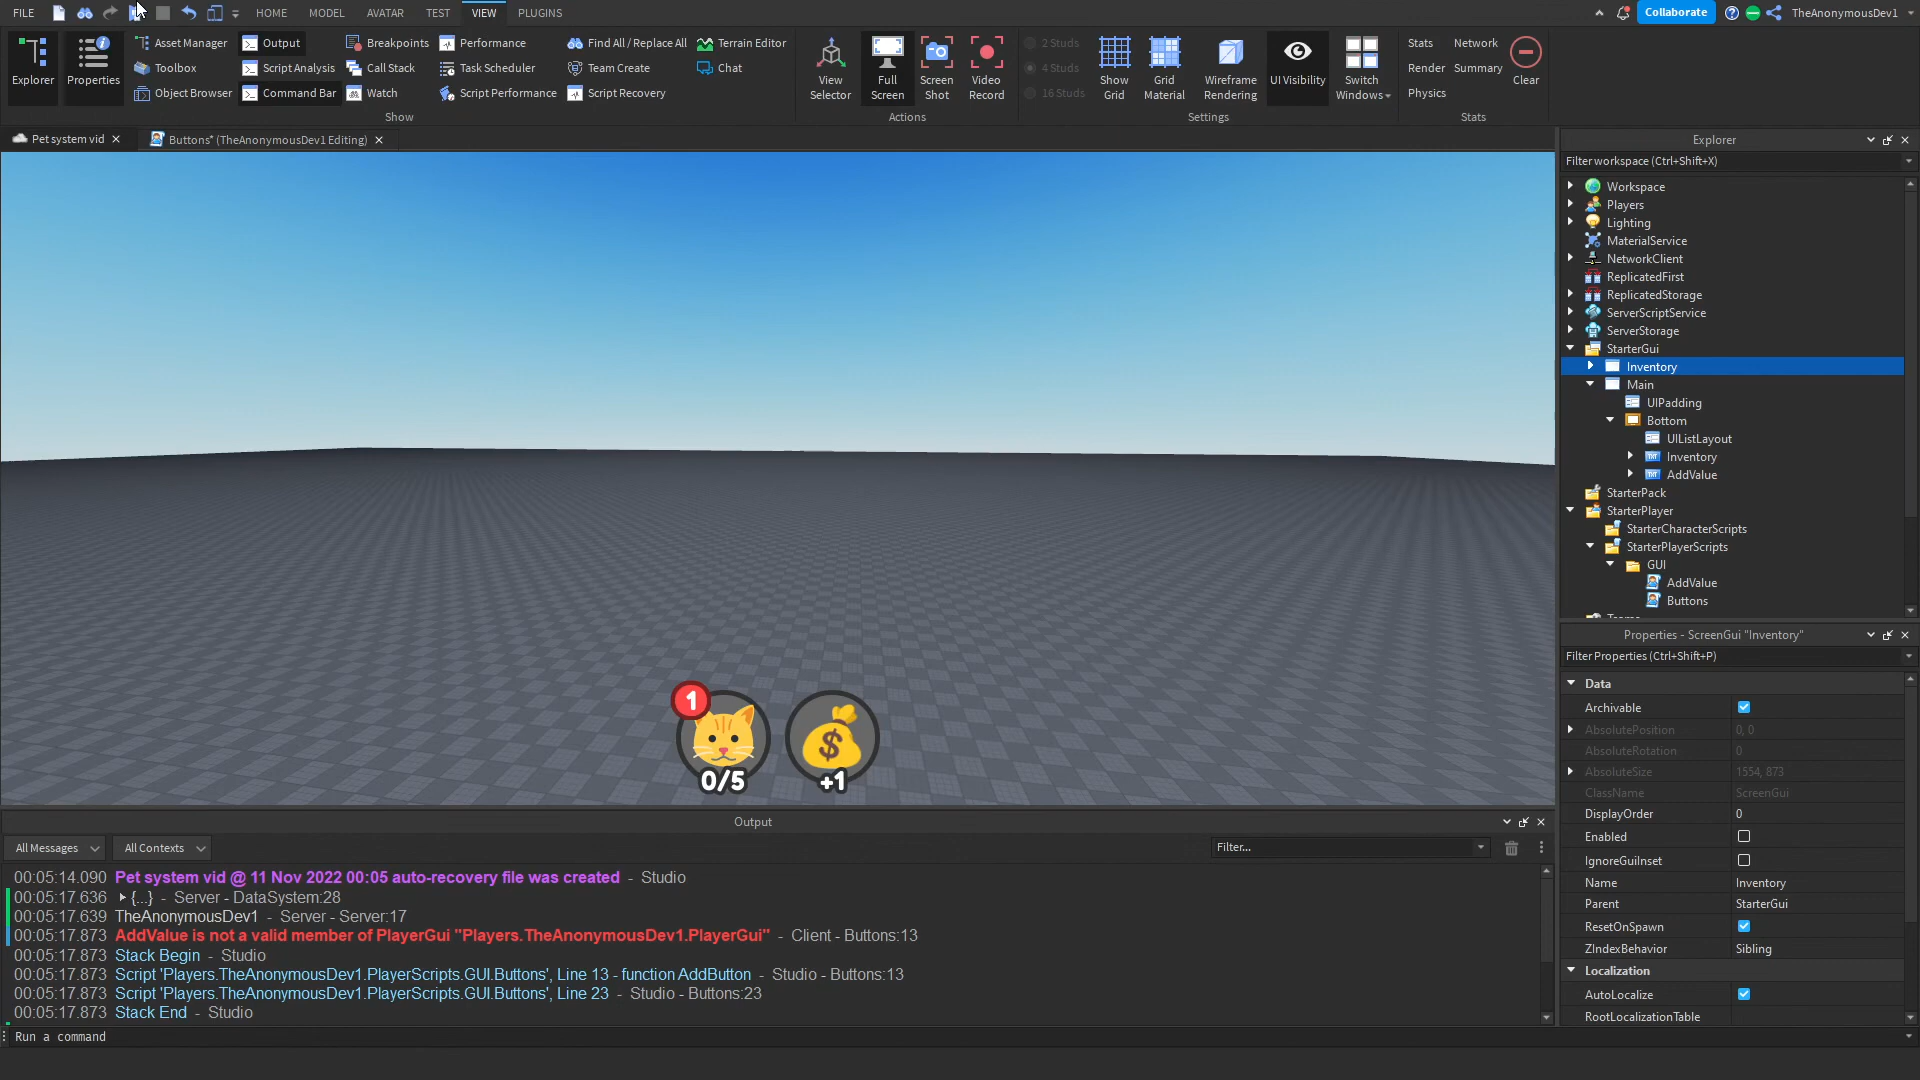 FILE HOME MODEL AVATAR TEST VIEW PLUGINS Collaborate TheAnonymousDev1
Explorer Properties
Asset Manager Output Breakpoints Performance Find All / Replace All Terrain Editor
Toolbox Script Analysis Call Stack Task Scheduler Team Create Chat
Object Browser Command Bar Watch Script Performance Script Recovery
Show
View Selector Full Screen Screen Shot Video Record
Actions
2 Studs
4 Studs
16 Studs
Show Grid Grid Material Wireframe Rendering UI Visibility Switch Windows
Settings
Stats Network
Render Summary
Physics
Clear
Stats
Pet system vid Buttons* (TheAnonymousDev1 Editing)
1
0/5
$
+1
Explorer
Filter workspace (Ctrl+Shift+X)
Workspace
Players
Lighting
MaterialService
NetworkClient
ReplicatedFirst
ReplicatedStorage
ServerScriptService
ServerStorage
StarterGui
Inventory
Main
UIPadding
Bottom
UIListLayout
Inventory
AddValue
StarterPack
StarterPlayer
StarterCharacterScripts
StarterPlayerScripts
GUI
AddValue
Buttons
Properties - ScreenGui "Inventory"
Filter Properties (Ctrl+Shift+P)
Data
Archivable
AbsolutePosition 0, 0
AbsoluteRotation 0
AbsoluteSize 1554, 873
ClassName ScreenGui
DisplayOrder 0
Enabled
IgnoreGuiInset
Name Inventory
Parent StarterGui
ResetOnSpawn
ZIndexBehavior Sibling
Localization
AutoLocalize
RootLocalizationTable
Output
All Messages All Contexts Filter...
00:05:14.090 Pet system vid @ 11 Nov 2022 00:05 auto-recovery file was created - Studio
00:05:17.636 {...} - Server - DataSystem:28
00:05:17.639 TheAnonymousDev1 - Server - Server:17
00:05:17.873 AddValue is not a valid member of PlayerGui "Players.TheAnonymousDev1.PlayerGui" - Client - Buttons:13
00:05:17.873 Stack Begin - Studio
00:05:17.873 Script 'Players.TheAnonymousDev1.PlayerScripts.GUI.Buttons', Line 13 - function AddButton - Studio - Buttons:13
00:05:17.873 Script 'Players.TheAnonymousDev1.PlayerScripts.GUI.Buttons', Line 23 - Studio - Buttons:23
00:05:17.873 Stack End - Studio
Run a command